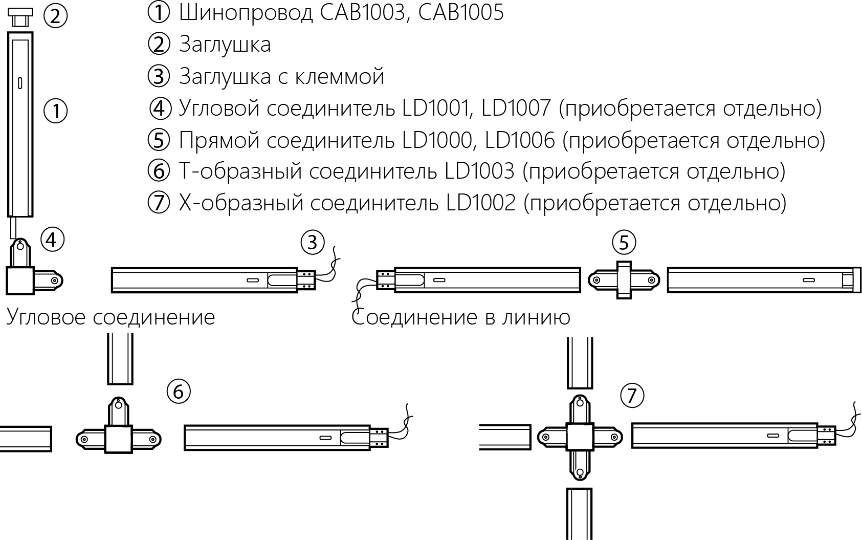 ① Шинопровод CAB1003, CAB1005
② Заглушка
③ Заглушка с клеммой
④ Угловой соединитель LD1001, LD1007 (приобретается отдельно)
⑤ Прямой соединитель LD1000, LD1006 (приобретается отдельно)
⑥ Т-образный соединитель LD1003 (приобретается отдельно)
⑦ Х-образный соединитель LD1002 (приобретается отдельно)
②
①
④
③
⑤
Угловое соединение
Соединение в линию
⑥
⑦